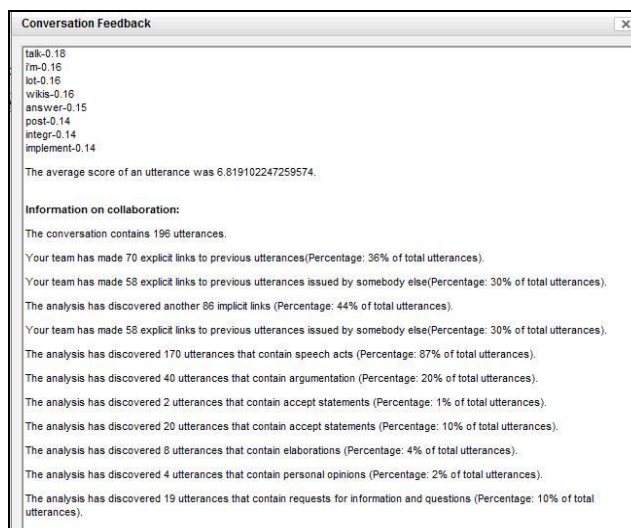 Conversation Feedback
talk-0.18
i'm-0.16
lot-0.16
wikis-0.16
answer-0.15
post-0.14
integr-0.14
implement-0.14
The average score of an utterance was 6.819102247259574.
Information on collaboration:
The conversation contains 196 utterances.
Your team has made 70 explicit links to previous utterances(Percentage: 36% of total utterances).
Your team has made 58 explicit links to previous utterances issued by somebody else(Percentage: 30% of total utterances).
The analysis has discovered another 86 implicit links (Percentage: 44% of total utterances).
Your team has made 58 explicit links to previous utterances issued by somebody else(Percentage: 30% of total utterances).
The analysis has discovered 170 utterances that contain speech acts (Percentage: 87% of total utterances).
The analysis has discovered 40 utterances that contain argumentation (Percentage: 20% of total utterances).
The analysis has discovered 2 utterances that contain accept statements (Percentage: 1% of total utterances).
The analysis has discovered 20 utterances that contain accept statements (Percentage: 10% of total utterances).
The analysis has discovered 8 utterances that contain elaborations (Percentage: 4% of total utterances).
The analysis has discovered 4 utterances that contain personal opinions (Percentage: 2% of total utterances).
The analysis has discovered 19 utterances that contain requests for information and questions (Percentage: 10% of total
utterances).